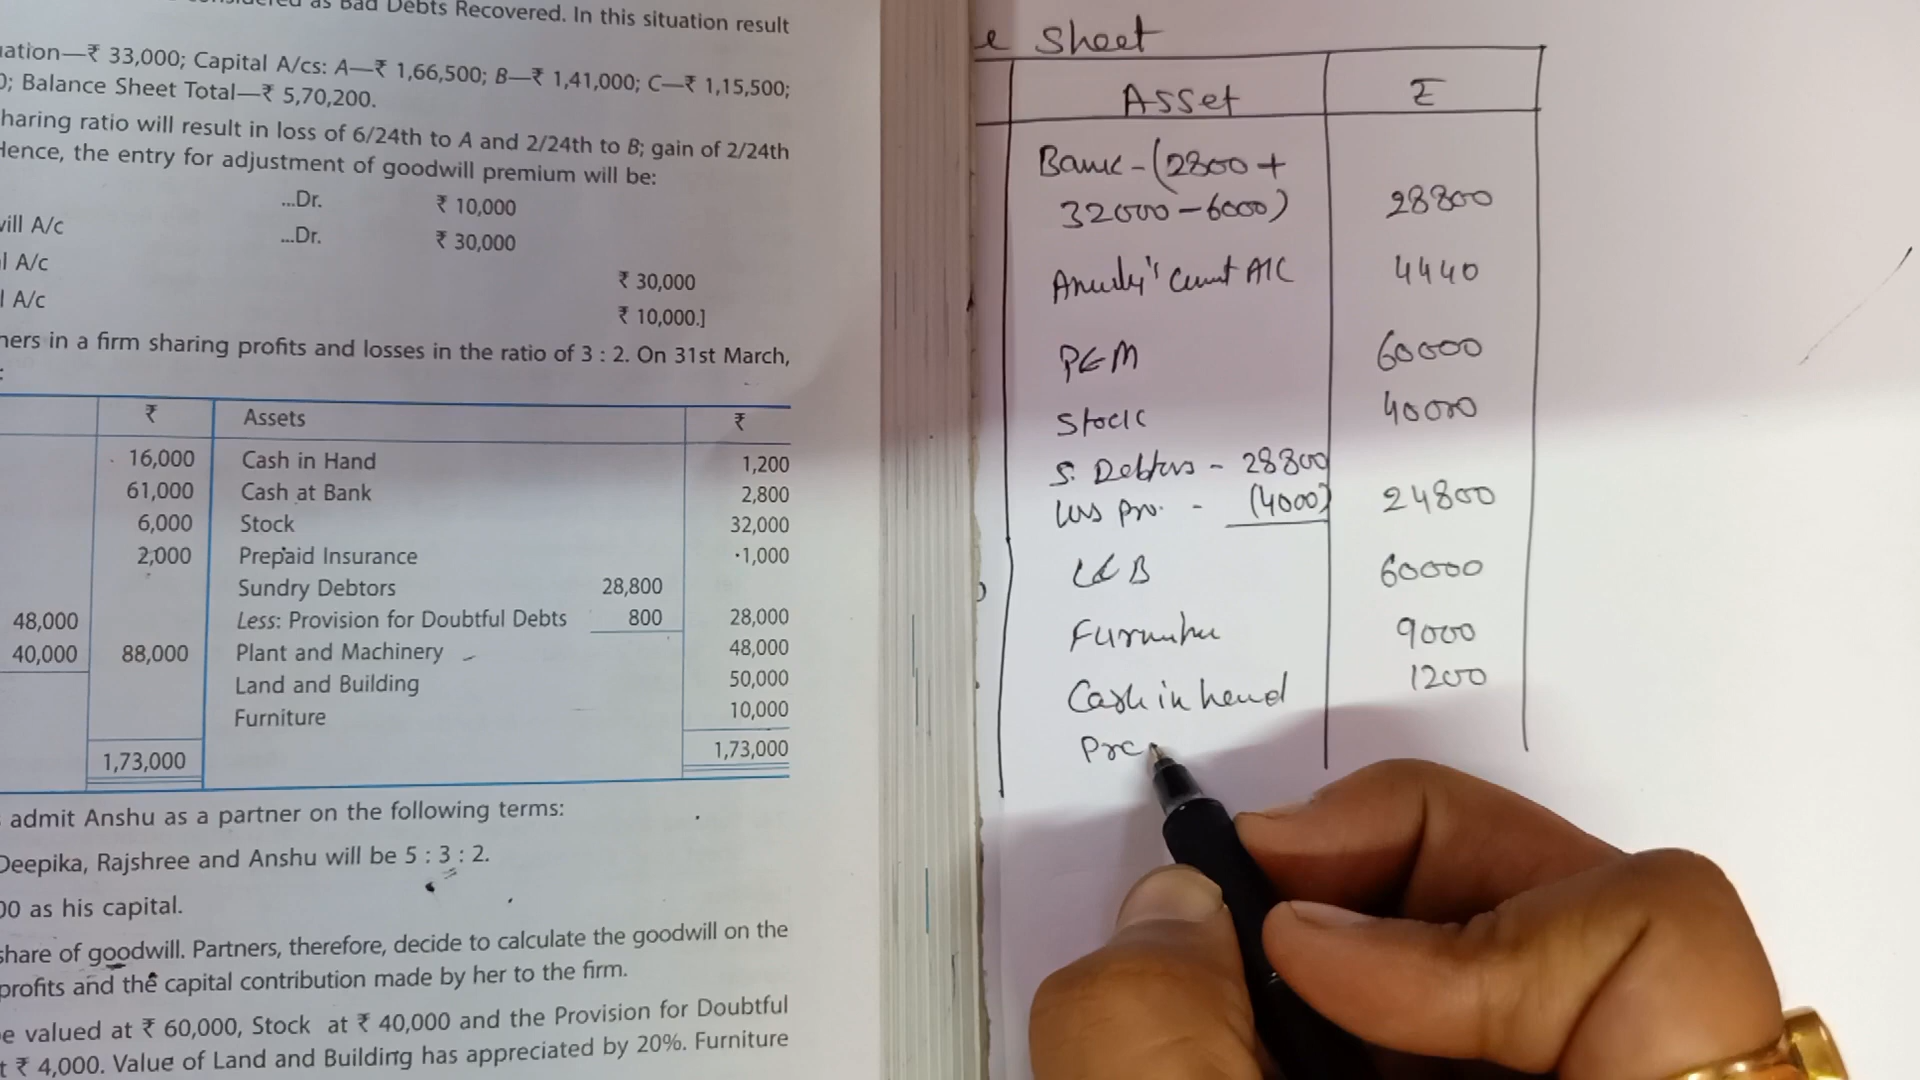 considered as Bad Debts Recovered. In this situation result
uation—₹ 33,000; Capital A/cs: A—₹ 1,66,500; B—₹ 1,41,000; C—₹ 1,15,500;
0; Balance Sheet Total—₹ 5,70,200.
haring ratio will result in loss of 6/24th to A and 2/24th to B; gain of 2/24th
Hence, the entry for adjustment of goodwill premium will be:
...Dr. ₹ 10,000
will A/c ...Dr. ₹ 30,000
l A/c ₹ 30,000
l A/c ₹ 10,000.]
ners in a firm sharing profits and losses in the ratio of 3 : 2. On 31st March,
:
₹ Assets ₹
16,000 Cash in Hand 1,200
61,000 Cash at Bank 2,800
6,000 Stock 32,000
2,000 Prepaid Insurance 1,000
Sundry Debtors 28,800
48,000 Less: Provision for Doubtful Debts 800 28,000
40,000 88,000 Plant and Machinery 48,000
Land and Building 50,000
Furniture 10,000
1,73,000 1,73,000
admit Anshu as a partner on the following terms:
Deepika, Rajshree and Anshu will be 5 : 3 : 2.
00 as his capital.
share of goodwill. Partners, therefore, decide to calculate the goodwill on the
profits and the capital contribution made by her to the firm.
e valued at ₹ 60,000, Stock at ₹ 40,000 and the Provision for Doubtful
t ₹ 4,000. Value of Land and Building has appreciated by 20%. Furniture
e Sheet
Asset ₹
Bank - (2800 +
32000 - 6000) 28800
A/C 4440
P&M 60000
Stock 40000
S. Debtors - 28800
less pro. - (4000) 24800
L&B 60000
Furniture 9000
Cash in hand 1200
Pre